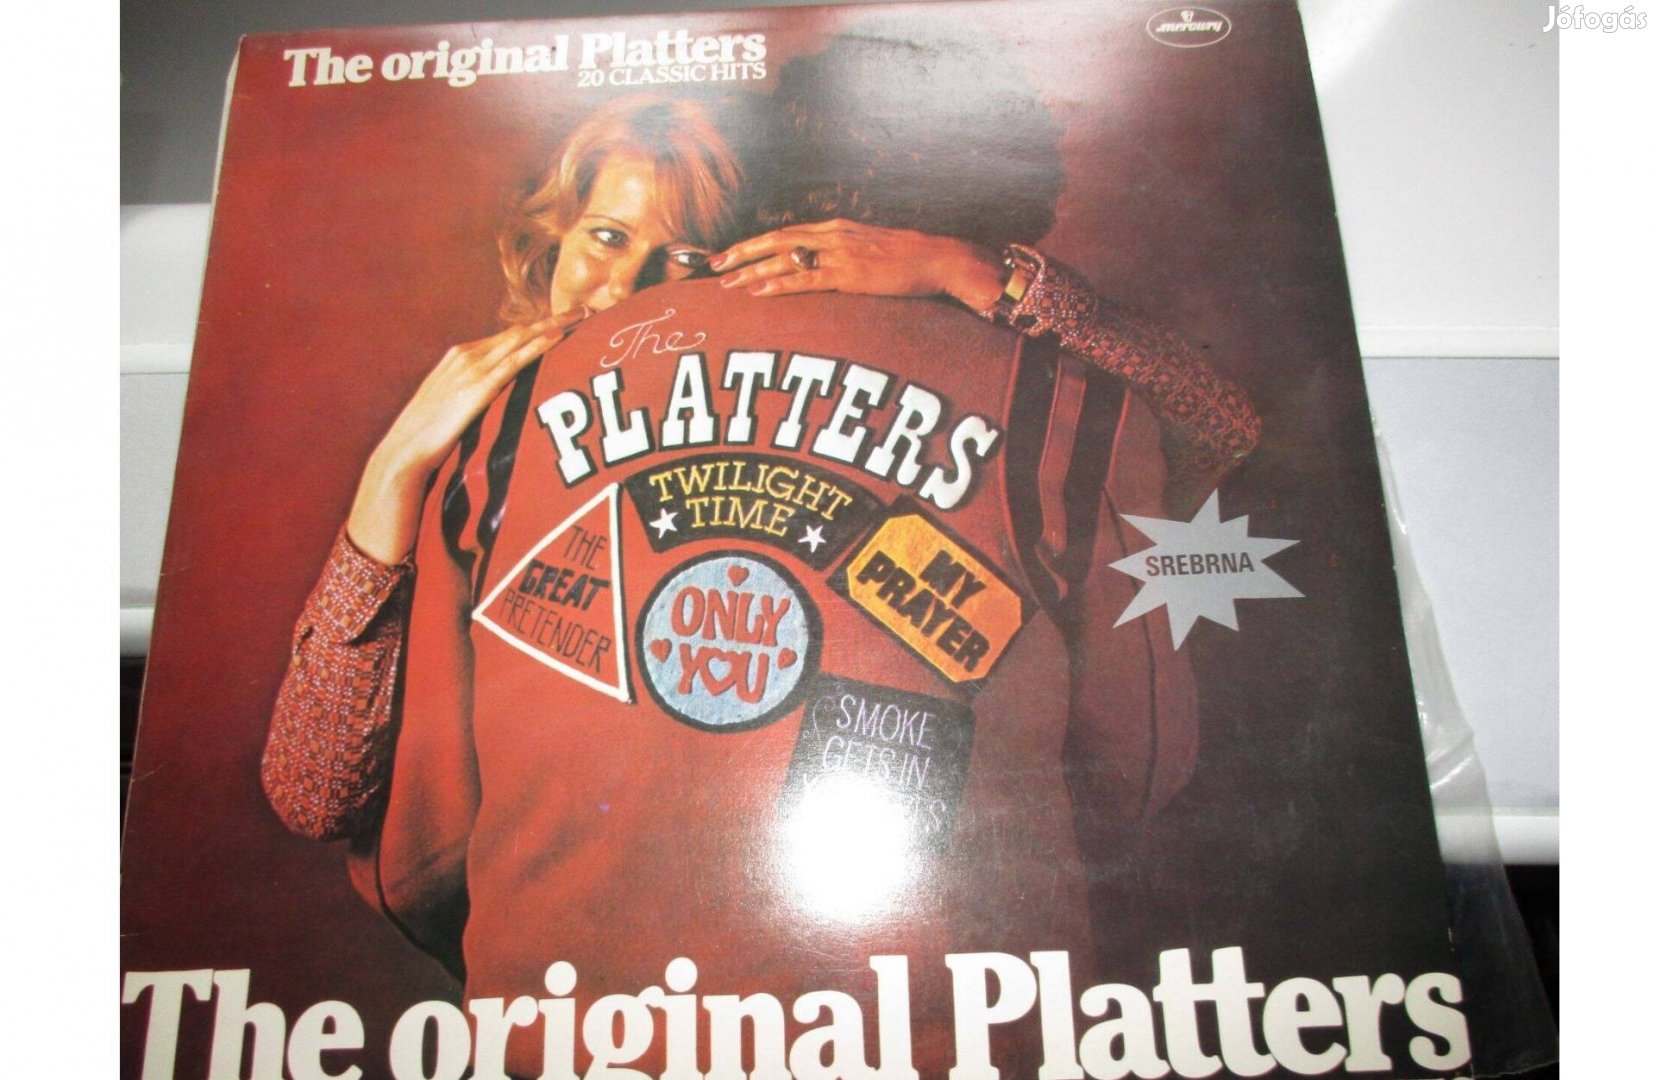 Jófogás
The original Platters
20 CLASSIC HITS
mercury
The
PLATTERS
TWILIGHT
TIME
THE
GREAT
PRETENDER
ONLY
YOU
MY
PRAYER
SREBRNA
SMOKE
GETS IN
The original Platters